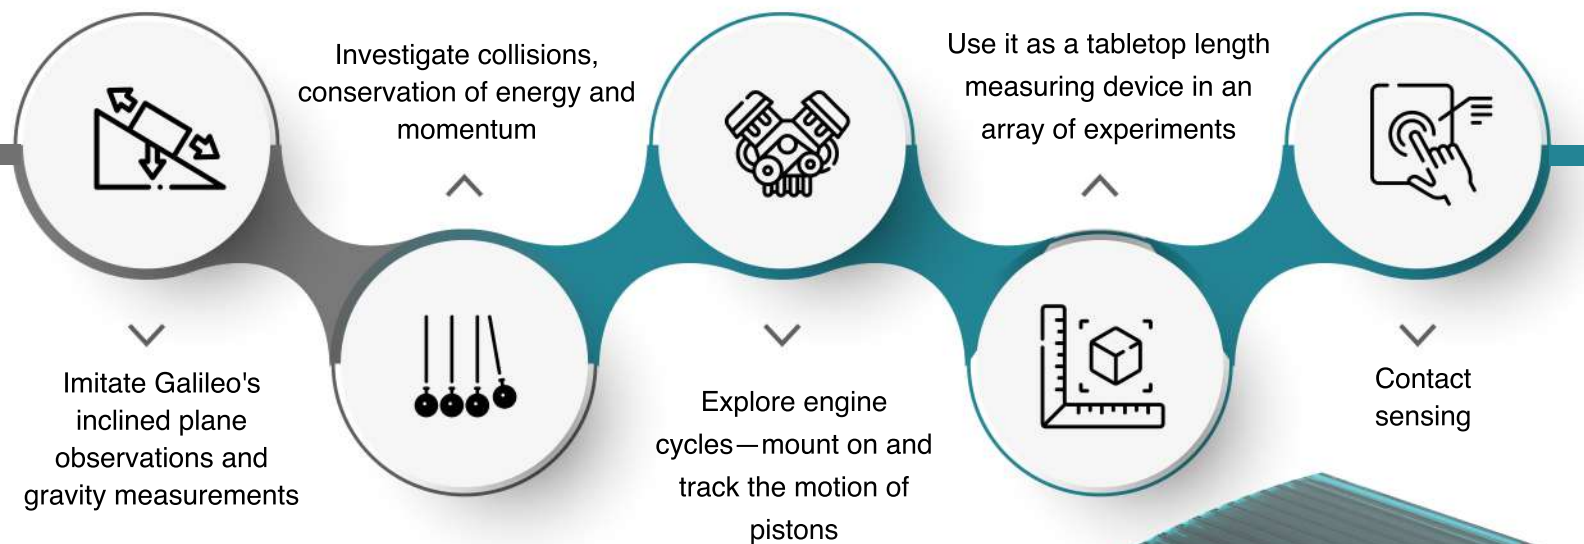 Investigate collisions,
conservation of energy and
momentum
Use it as a tabletop length
measuring device in an
array of experiments
Imitate Galileo's
inclined plane
observations and
gravity measurements
Explore engine
cycles—mount on and
track the motion of
pistons
Contact
sensing